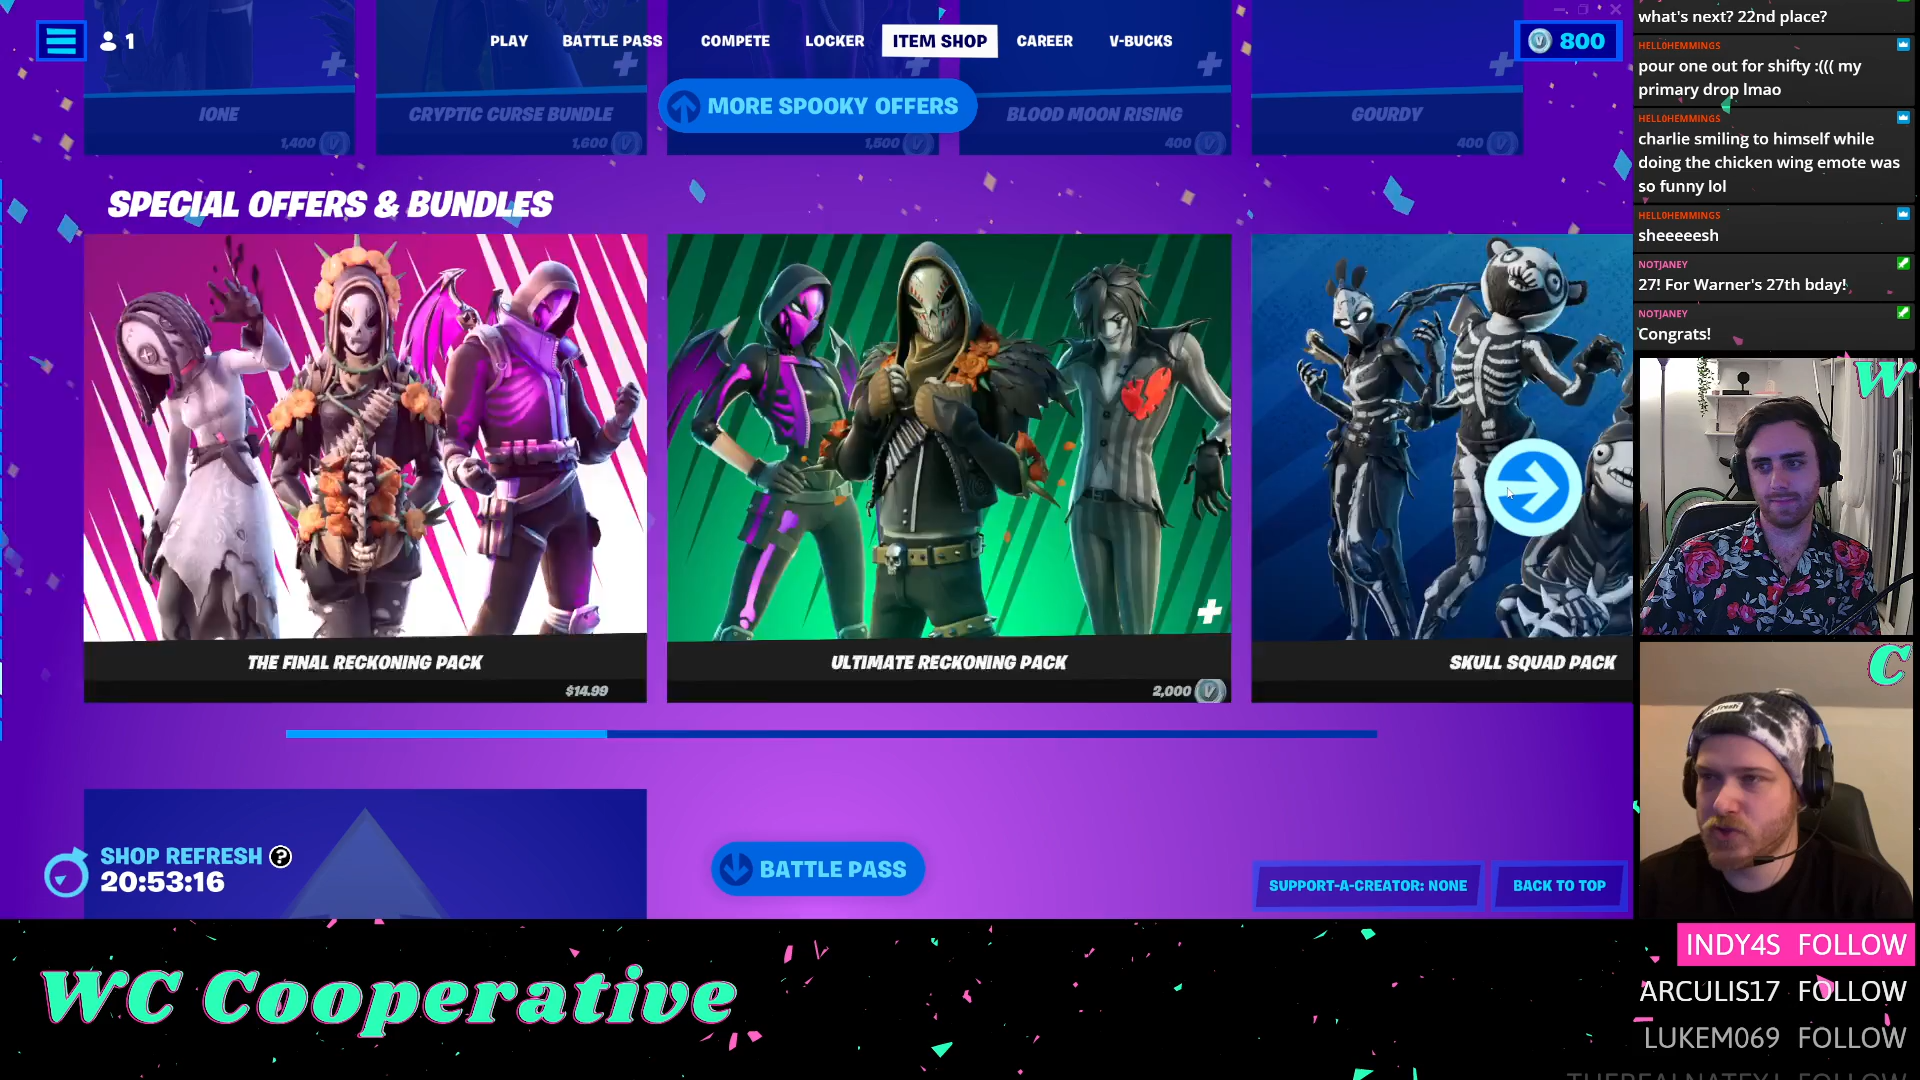 1
PLAY
BATTLE PASS
COMPETE
LOCKER
ITEM SHOP
CAREER
V-BUCKS
800
MORE SPOOKY OFFERS
IONE
1,400
CRYPTIC CURSE BUNDLE
1,600
1,500
BLOOD MOON RISING
400
GOURDY
400
SPECIAL OFFERS & BUNDLES
THE FINAL RECKONING PACK
$14.99
ULTIMATE RECKONING PACK
2,000
SKULL SQUAD PACK
SHOP REFRESH ?
20:53:16
BATTLE PASS
SUPPORT-A-CREATOR: NONE
BACK TO TOP
WC Cooperative
what's next? 22nd place?
HELL0HEMMINGS
pour one out for shifty :((( my
primary drop lmao
HELL0HEMMINGS
charlie smiling to himself while
doing the chicken wing emote was
so funny lol
HELL0HEMMINGS
sheeeeesh
NOTJANEY
27! For Warner's 27th bday!
NOTJANEY
Congrats!
W
C
INDY4S FOLLOW
ARCULIS17 FOLLOW
LUKEM069 FOLLOW